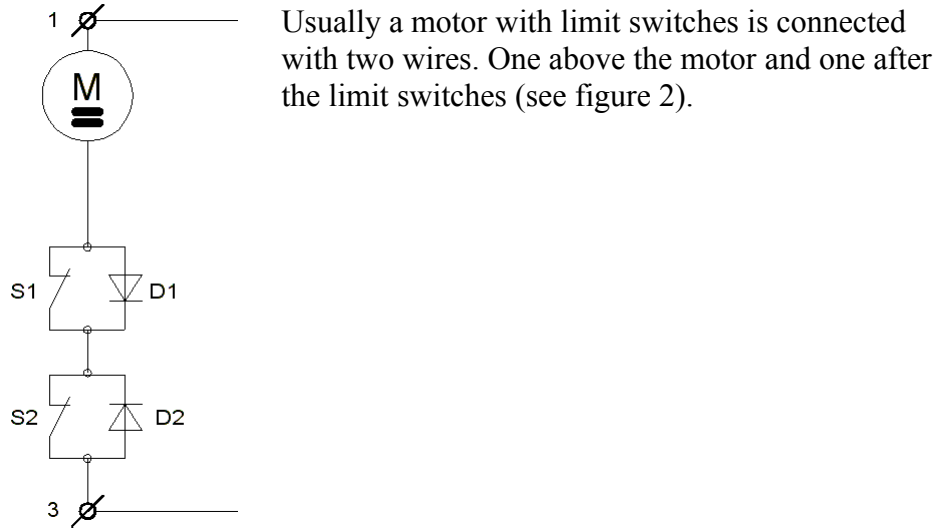 1
Usually a motor with limit switches is connected
with two wires. One above the motor and one after
the limit switches (see figure 2).
M
S1 D1
S2 D2
3